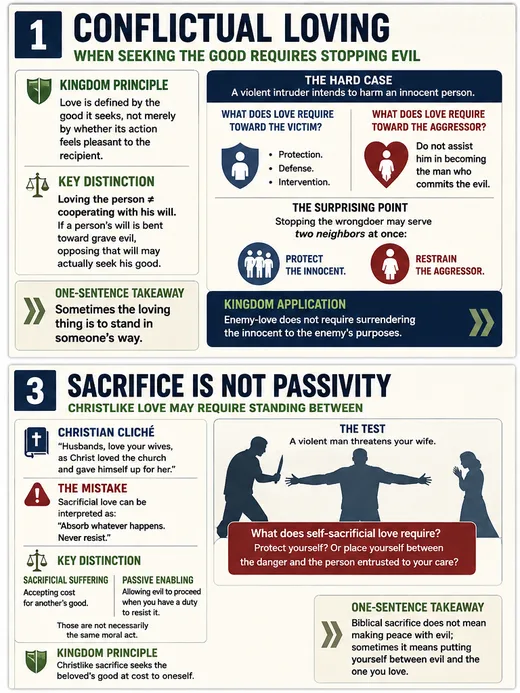 1
CONFLICTUAL LOVING
WHEN SEEKING THE GOOD REQUIRES STOPPING EVIL
KINGDOM PRINCIPLE
Love is defined by the
good it seeks, not merely
by whether its action
feels pleasant to the
recipient.
KEY DISTINCTION
Loving the person ≠
cooperating with his will.
If a person's will is bent
toward grave evil,
opposing that will may
actually seek his good.
ONE-SENTENCE TAKEAWAY
Sometimes the loving
thing is to stand in
someone's way.
THE HARD CASE
A violent intruder intends to harm an innocent person.
WHAT DOES LOVE REQUIRE
TOWARD THE VICTIM?
• Protection.
• Defense.
• Intervention.
WHAT DOES LOVE REQUIRE
TOWARD THE AGGRESSOR?
Do not assist
him in becoming
the man who
commits the evil.
THE SURPRISING POINT
Stopping the wrongdoer may serve
two neighbors at once:
PROTECT
THE INNOCENT.
RESTRAIN
THE AGGRESSOR.
KINGDOM APPLICATION
Enemy-love does not require surrendering
the innocent to the enemy's purposes.
3
SACRIFICE IS NOT PASSIVITY
CHRISTLIKE LOVE MAY REQUIRE STANDING BETWEEN
CHRISTIAN CLICHÉ
"Husbands, love your wives,
as Christ loved the church
and gave himself up for her."
THE MISTAKE
Sacrificial love can be
interpreted as:
"Absorb whatever happens.
Never resist."
KEY DISTINCTION
SACRIFICIAL SUFFERING
Accepting cost
for another's good.
PASSIVE ENABLING
Allowing evil to proceed
when you have a duty
to resist it.
Those are not necessarily
the same moral act.
KINGDOM PRINCIPLE
Christlike sacrifice seeks the
beloved's good at cost to oneself.
THE TEST
A violent man threatens your wife.
What does self-sacrificial love require?
Protect yourself? Or place yourself between
the danger and the person entrusted to your care?
ONE-SENTENCE TAKEAWAY
Biblical sacrifice does not mean
making peace with evil;
sometimes it means putting
yourself between evil and the
one you love.